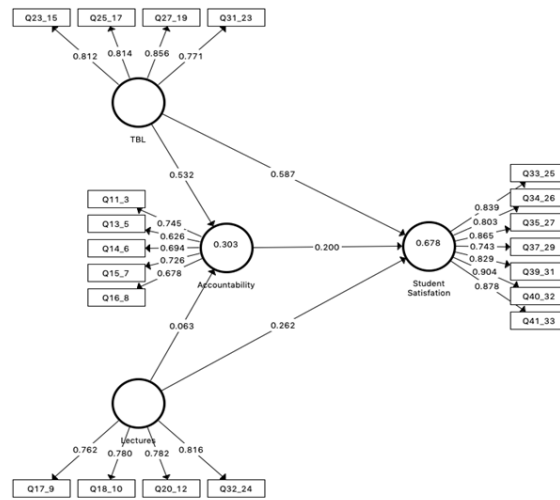 Q23_15 Q25_17 Q27_19 Q31_23
0.812 0.814 0.856 0.771
TBL
0.532 0.587
Q11_3
Q13_5
Q14_6
Q15_7
Q16_8
0.745
0.626
0.694
0.726
0.678
0.303
Accountability
0.200
0.678
Student
Satisfation
0.839
0.803
0.865
0.743
0.829
0.904
0.878
Q33_25
Q34_26
Q35_27
Q37_29
Q39_31
Q40_32
Q41_33
0.063 0.262
Lectures
0.762 0.780 0.782 0.816
Q17_9 Q18_10 Q20_12 Q32_24